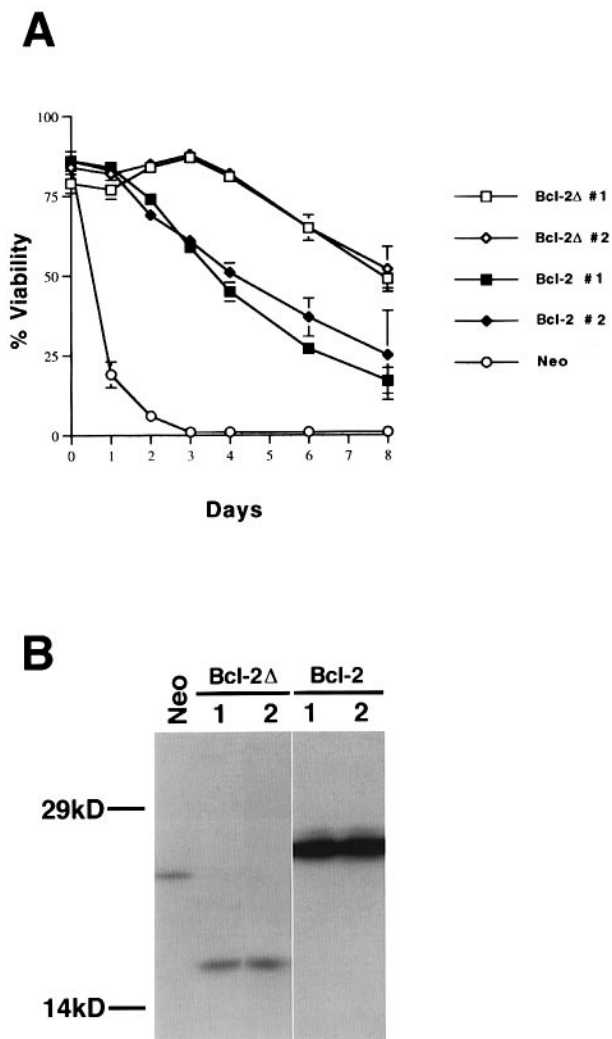 A
100
75
50
25
0
% Viability
0 1 2 3 4 5 6 7 8
Days
Bcl-2Δ #1
Bcl-2Δ #2
Bcl-2 #1
Bcl-2 #2
Neo
B
Neo
Bcl-2Δ Bcl-2
1 2 1 2
29kD
14kD